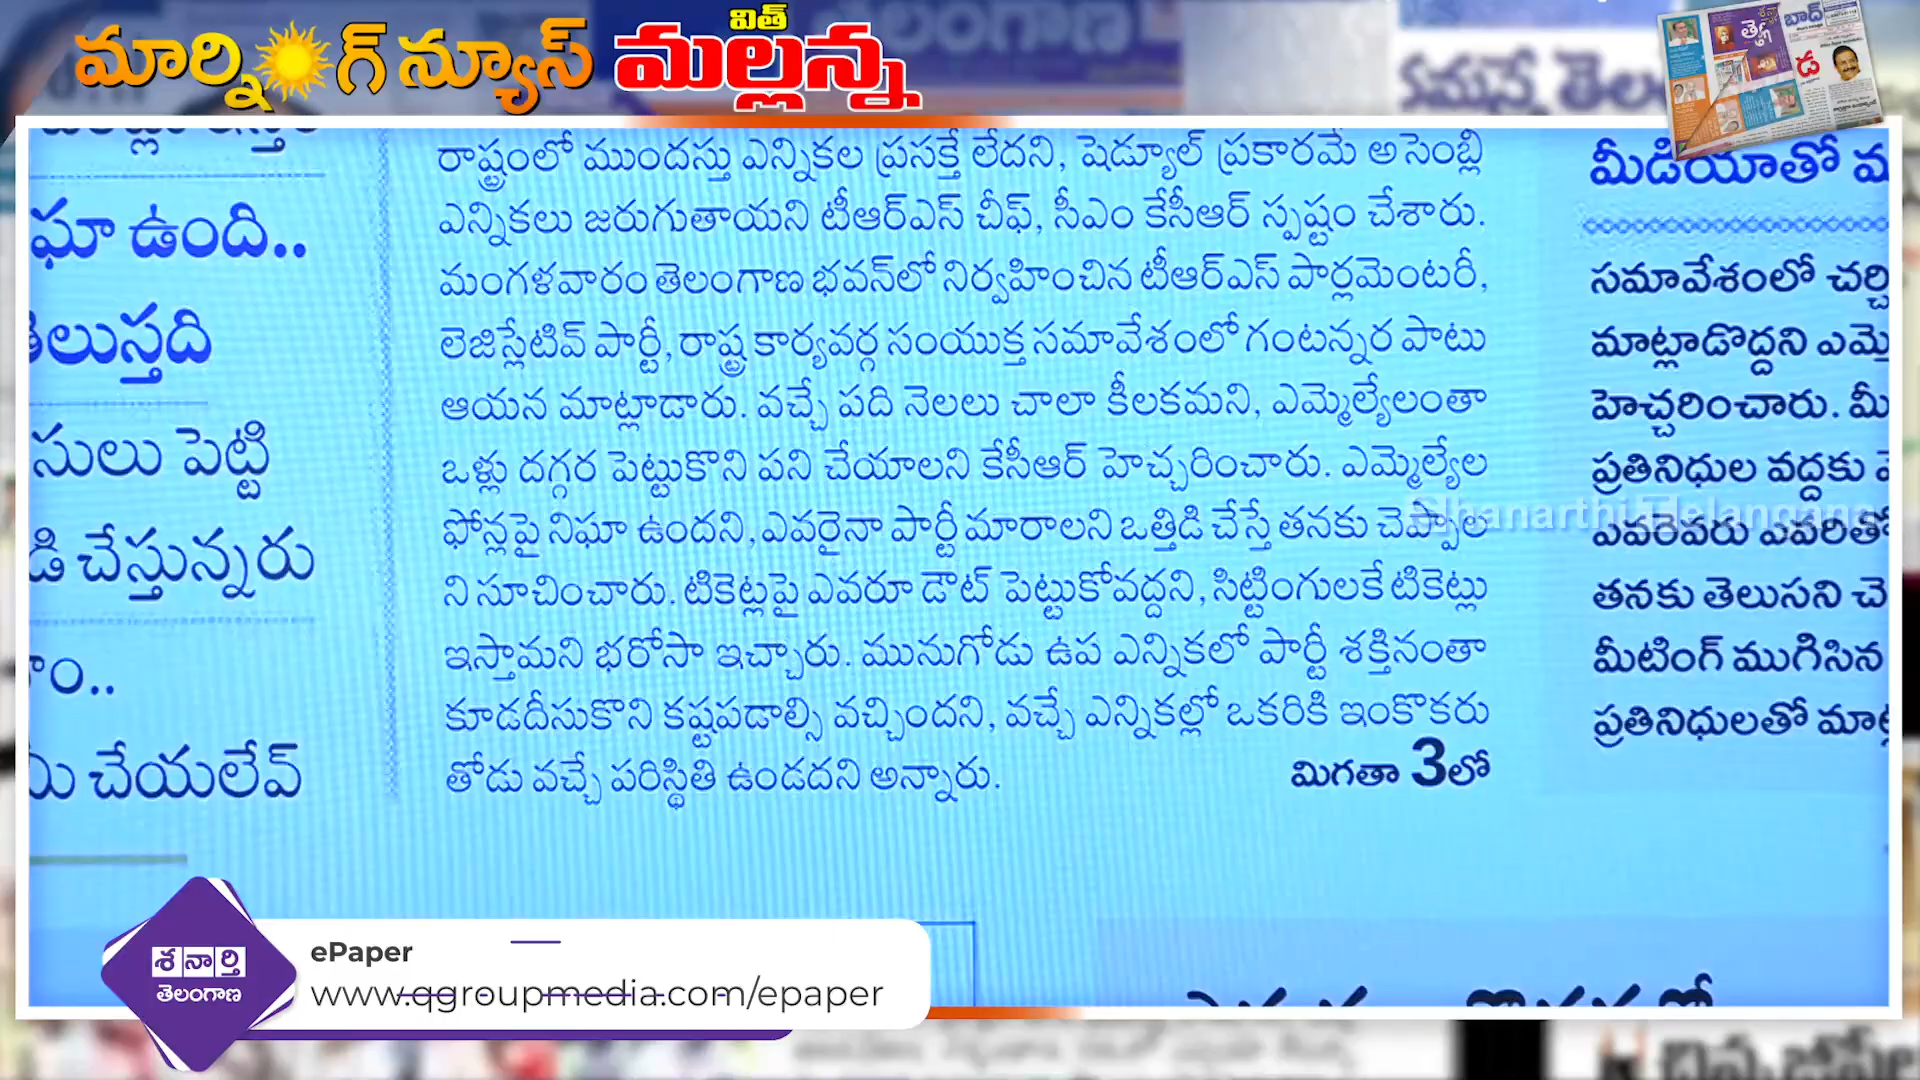 మార్నింగ్ న్యూస్ విత్ మల్లన్న
తెలంగాణ
రాష్ట్రంలో ముందస్తు ఎన్నికల ప్రసక్తే లేదని, షెడ్యూల్ ప్రకారమే అసెంబ్లీ
ఎన్నికలు జరుగుతాయని టీఆర్ఎస్ చీఫ్, సీఎం కేసీఆర్ స్పష్టం చేశారు.
మంగళవారం తెలంగాణ భవన్‌లో నిర్వహించిన టీఆర్ఎస్ పార్లమెంటరీ,
లెజిస్లేటివ్ పార్టీ, రాష్ట్ర కార్యవర్గ సంయుక్త సమావేశంలో గంటన్నర పాటు
ఆయన మాట్లాడారు. వచ్చే పది నెలలు చాలా కీలకమని, ఎమ్మెల్యేలంతా
ఒళ్లు దగ్గర పెట్టుకొని పని చేయాలని కేసీఆర్ హెచ్చరించారు. ఎమ్మెల్యేల
ఫోన్లపై నిఘా ఉందని, ఎవరైనా పార్టీ మారాలని ఒత్తిడి చేస్తే తనకు చెప్పాల
ని సూచించారు. టికెట్లపై ఎవరూ డౌట్ పెట్టుకోవద్దని, సిట్టింగులకే టికెట్లు
ఇస్తామని భరోసా ఇచ్చారు. మునుగోడు ఉప ఎన్నికలో పార్టీ శక్తినంతా
కూడదీసుకొని కష్టపడాల్సి వచ్చిందని, వచ్చే ఎన్నికల్లో ఒకరికి ఇంకొకరు
తోడు వచ్చే పరిస్థితి ఉండదని అన్నారు.
మిగతా 3లో
ఘా ఉంది..
లుస్తది
సులు పెట్టి
డి చేస్తున్నరు
చేయలేవ్
మీడియాతో
సమావేశంలో
మాట్లాడొద్దని
హెచ్చరించారు.
ప్రతినిధుల వద్దకు
ఎవరెవరు ఎవరితో
తనకు తెలుసని
మీటింగ్ ముగిసిన
ప్రతినిధులతో
శనార్తి
తెలంగాణ
ePaper
www.qgroupmedia.com/epaper